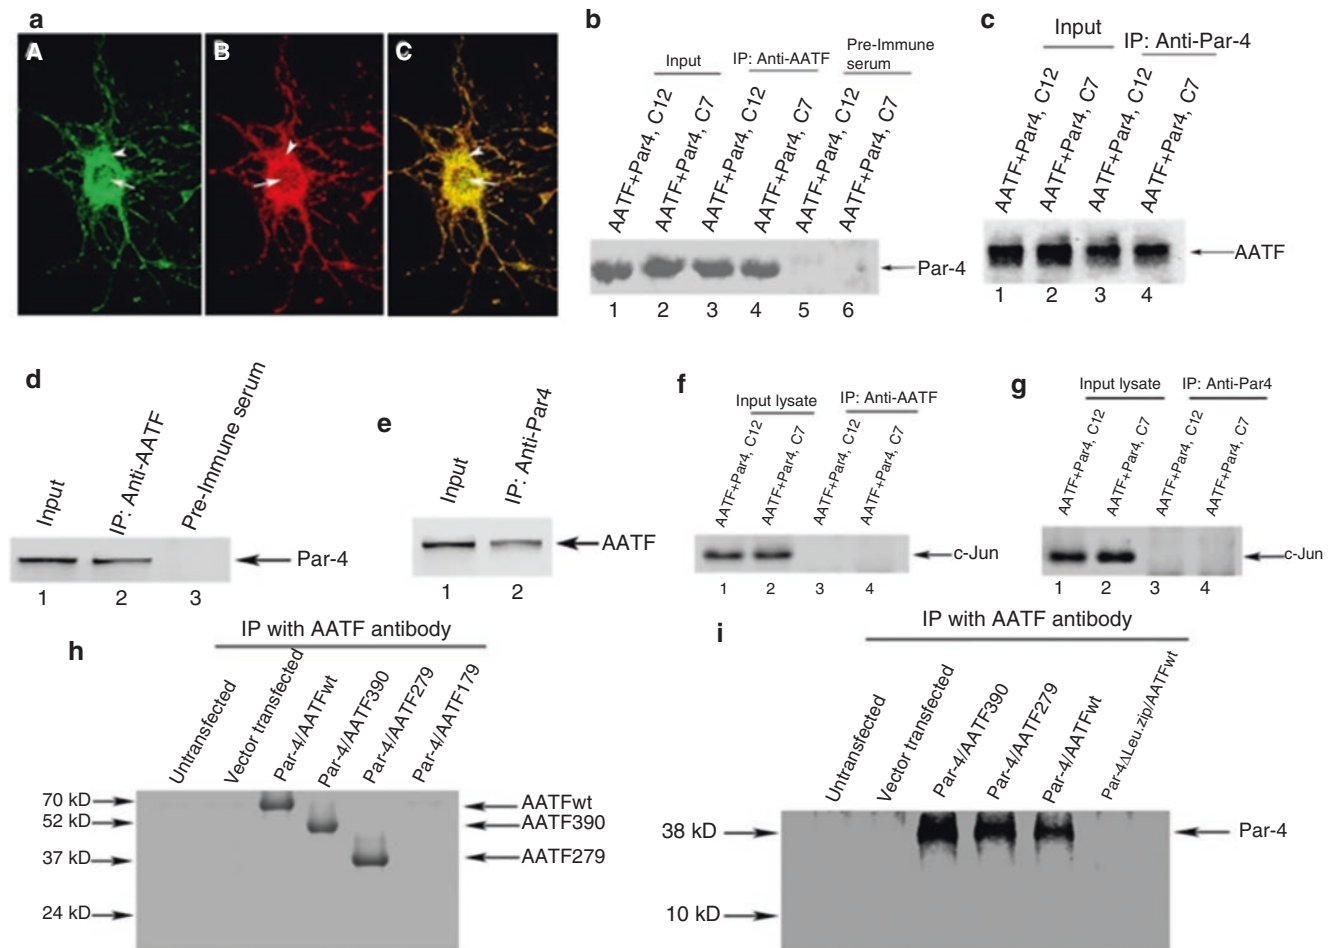 a
A
B
C
b
Input
IP: Anti-AATF
Pre-Immune
serum
AATF+Par4, C12
AATF+Par4, C7
AATF+Par4, C12
AATF+Par4, C7
AATF+Par4, C12
AATF+Par4, C7
Par-4
1 2 3 4 5 6
c
Input
IP: Anti-Par-4
AATF+Par4, C12
AATF+Par4, C7
AATF+Par4, C12
AATF+Par4, C7
AATF
1 2 3 4
d
Input
IP: Anti-AATF
Pre-Immune serum
Par-4
1 2 3
e
Input
IP: Anti-Par4
AATF
1 2
f
Input lysate
IP: Anti-AATF
AATF+Par4, C12
AATF+Par4, C7
AATF+Par4, C12
AATF+Par4, C7
c-Jun
1 2 3 4
g
Input lysate
IP: Anti-Par4
AATF+Par4, C12
AATF+Par4, C7
AATF+Par4, C12
AATF+Par4, C7
c-Jun
1 2 3 4
h
IP with AATF antibody
Untransfected
Vector transfected
Par-4/AATFwt
Par-4/AATF390
Par-4/AATF279
Par-4/AATF179
70 kD
52 kD
37 kD
24 kD
AATFwt
AATF390
AATF279
i
IP with AATF antibody
Untransfected
Vector transfected
Par-4/AATF390
Par-4/AATF279
Par-4/AATFwt
Par-4ΔLeu.zip/AATFwt
38 kD
10 kD
Par-4